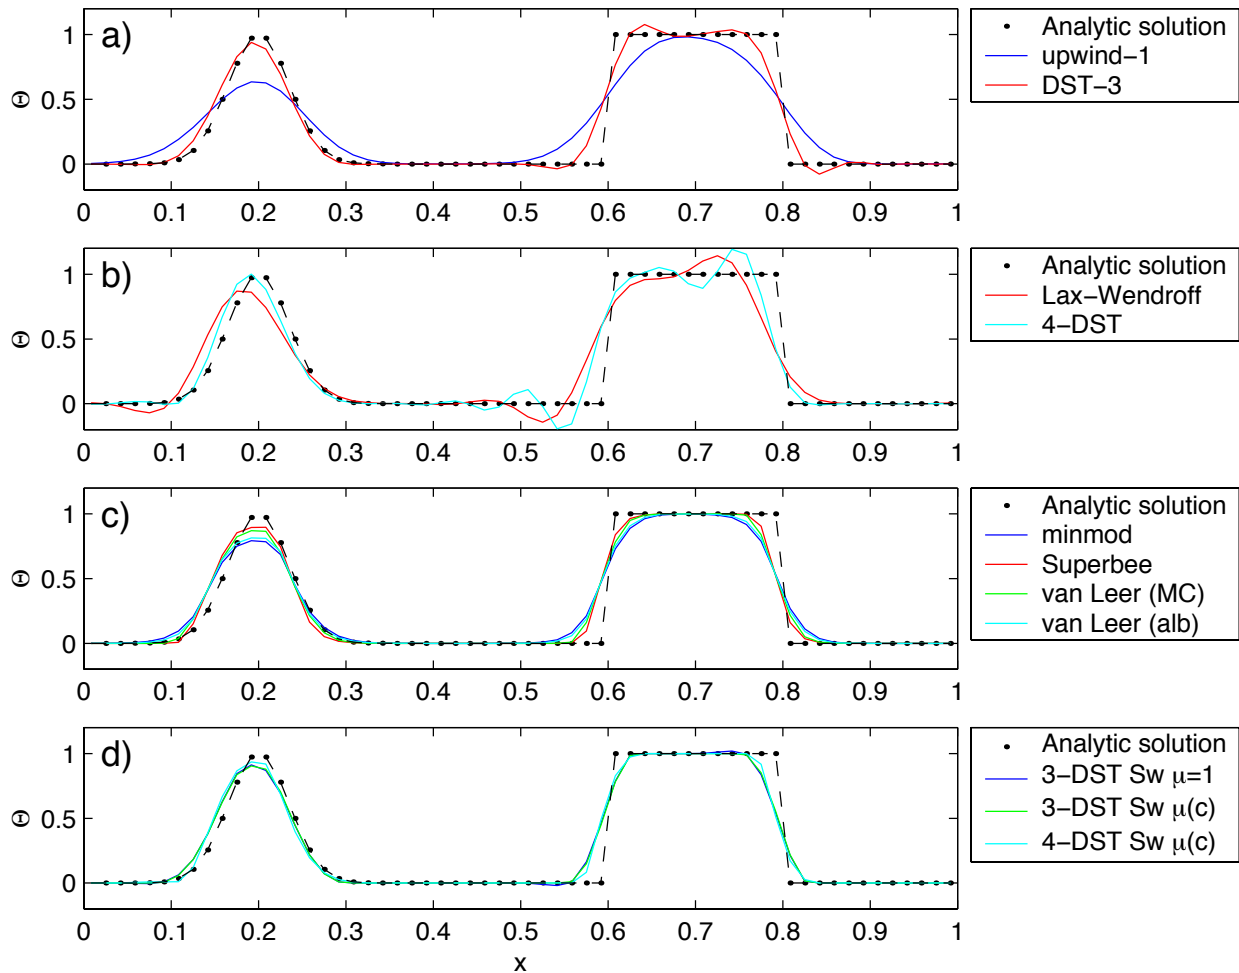 a)
Θ
1
0.5
0
0 0.1 0.2 0.3 0.4 0.5 0.6 0.7 0.8 0.9 1
Analytic solution
upwind−1
DST−3
b)
Θ
1
0.5
0
0 0.1 0.2 0.3 0.4 0.5 0.6 0.7 0.8 0.9 1
Analytic solution
Lax−Wendroff
4−DST
c)
Θ
1
0.5
0
0 0.1 0.2 0.3 0.4 0.5 0.6 0.7 0.8 0.9 1
Analytic solution
minmod
Superbee
van Leer (MC)
van Leer (alb)
d)
Θ
1
0.5
0
0 0.1 0.2 0.3 0.4 0.5 0.6 0.7 0.8 0.9 1
x
Analytic solution
3−DST Sw μ=1
3−DST Sw μ(c)
4−DST Sw μ(c)